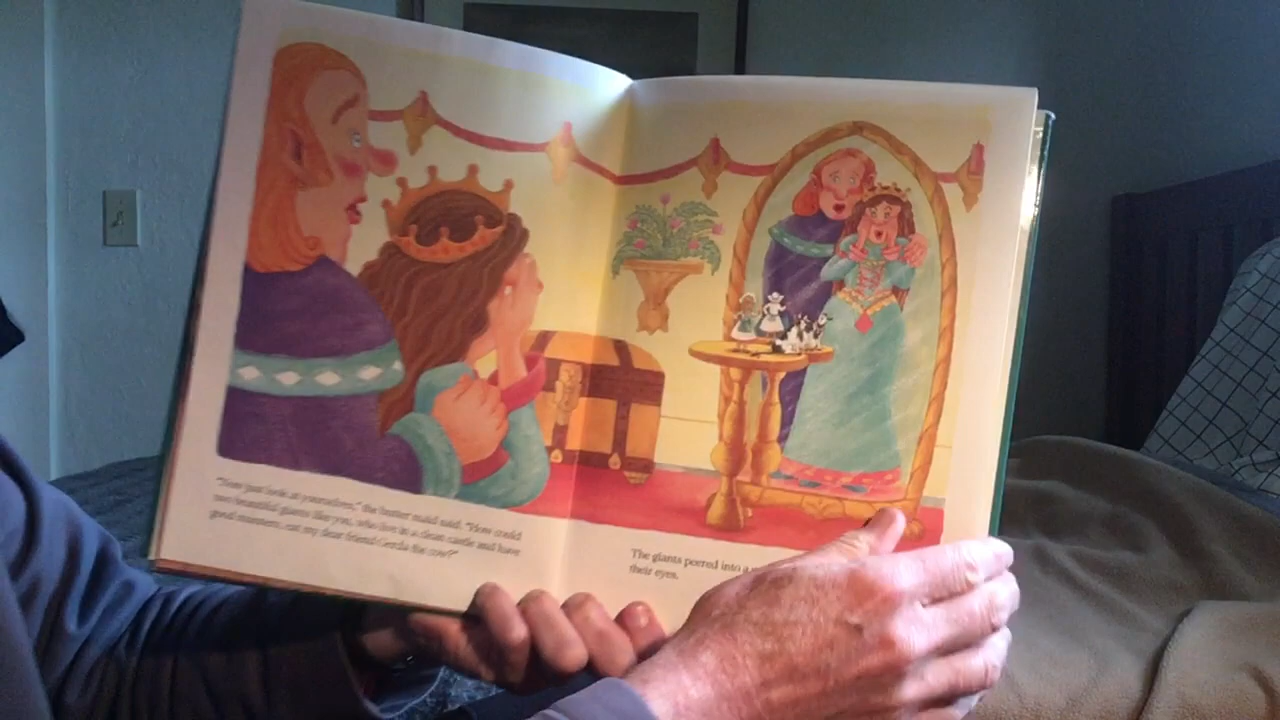 "Now just look at yourselves," the butter maid said. "How could
two beautiful giants like you, who live in a clean castle and have
good manners, eat my dear friend Gerda the cow?"
The giants peered into a
their eyes.